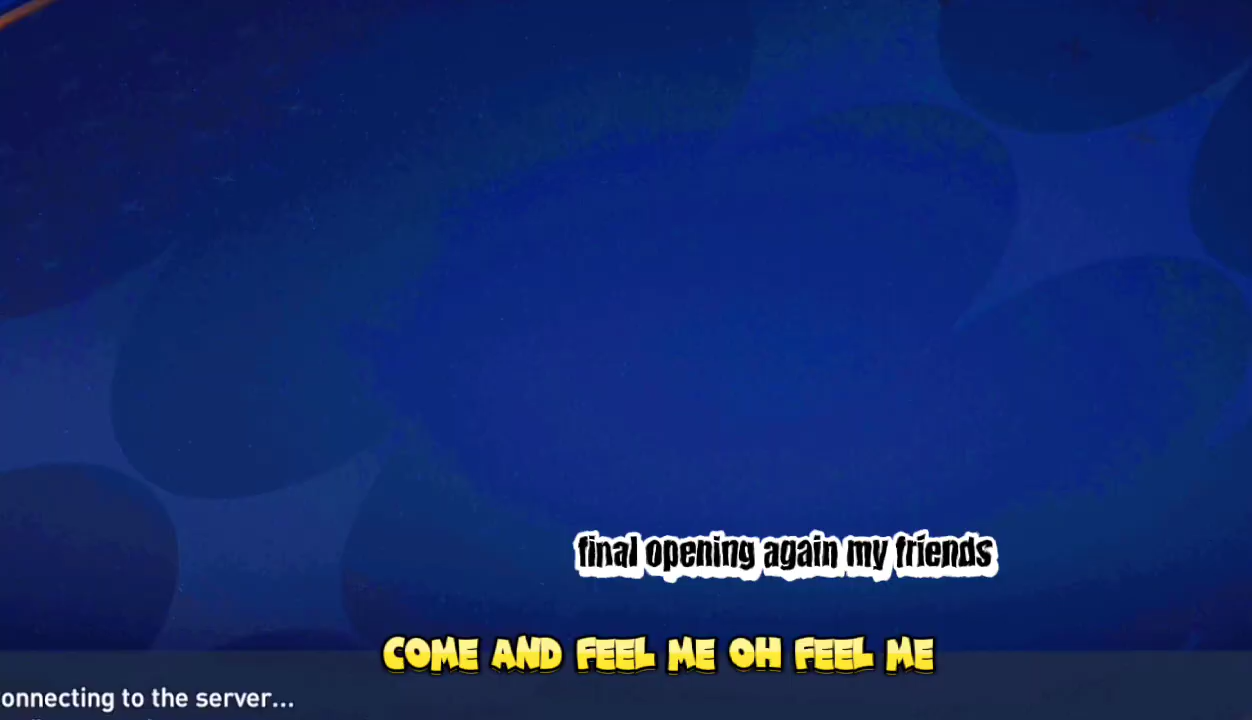 final opening again my friends
COME AND FEEL ME OH FEEL ME
onnecting to the server...